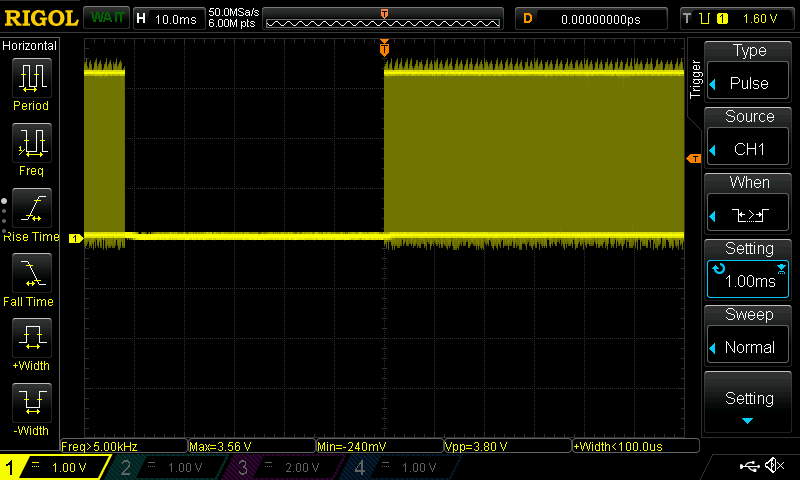 RIGOL WAIT H 10.0ms 50.0MSa/s 6.00M pts T D 0.00000000ps T 1 1.60 V
Horizontal
Period
Freq
Rise Time
Fall Time
+Width
-Width
T
1
T
Trigger
Type
Pulse
Source
CH1
When
Setting
1.00ms
Sweep
Normal
Setting
Freq>5.00kHz Max=3.56 V Min=-240mV Vpp=3.80 V +Width<100.0us
1 = 1.00 V 2 = 1.00 V 3 = 2.00 V 4 = 1.00 V